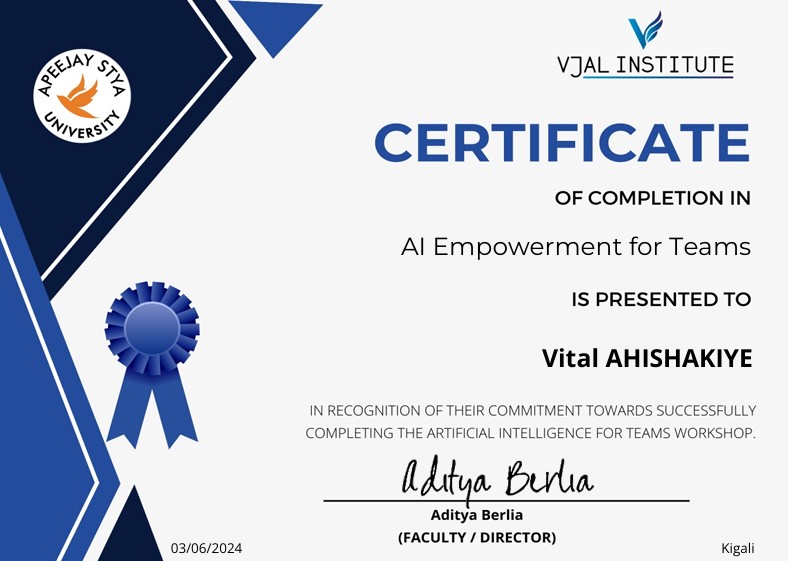 APEEJAY STYA
UNIVERSITY
VJAL INSTITUTE
CERTIFICATE
OF COMPLETION IN
AI Empowerment for Teams
IS PRESENTED TO
Vital AHISHAKIYE
IN RECOGNITION OF THEIR COMMITMENT TOWARDS SUCCESSFULLY
COMPLETING THE ARTIFICIAL INTELLIGENCE FOR TEAMS WORKSHOP.
Aditya Berlia
Aditya Berlia
(FACULTY / DIRECTOR)
03/06/2024
Kigali